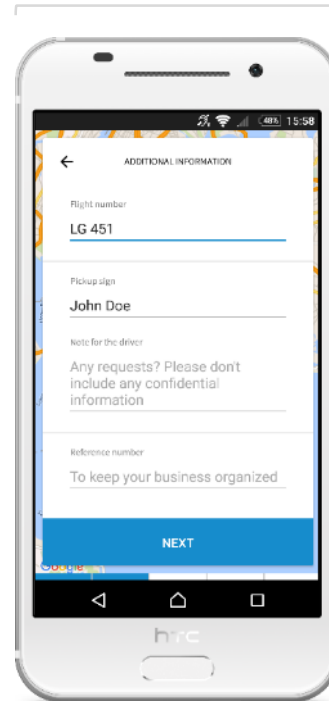 48% 15:58
ADDITIONAL INFORMATION
Flight number
LG 451
Pickup sign
John Doe
Note for the driver
Any requests? Please don't
include any confidential
information
Reference number
To keep your business organized
NEXT
Google
hTC